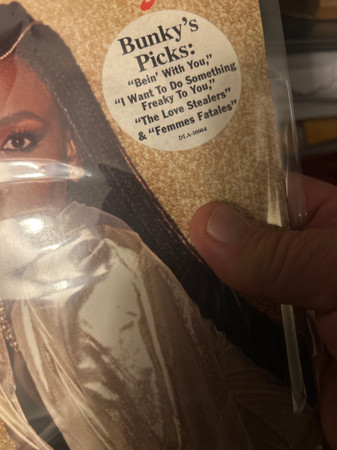 Bunky's
Picks:
"Bein' With You,"
"I Want To Do Something
Freaky To You,"
"The Love Stealers"
& "Femmes Fatales"
DLA-10004